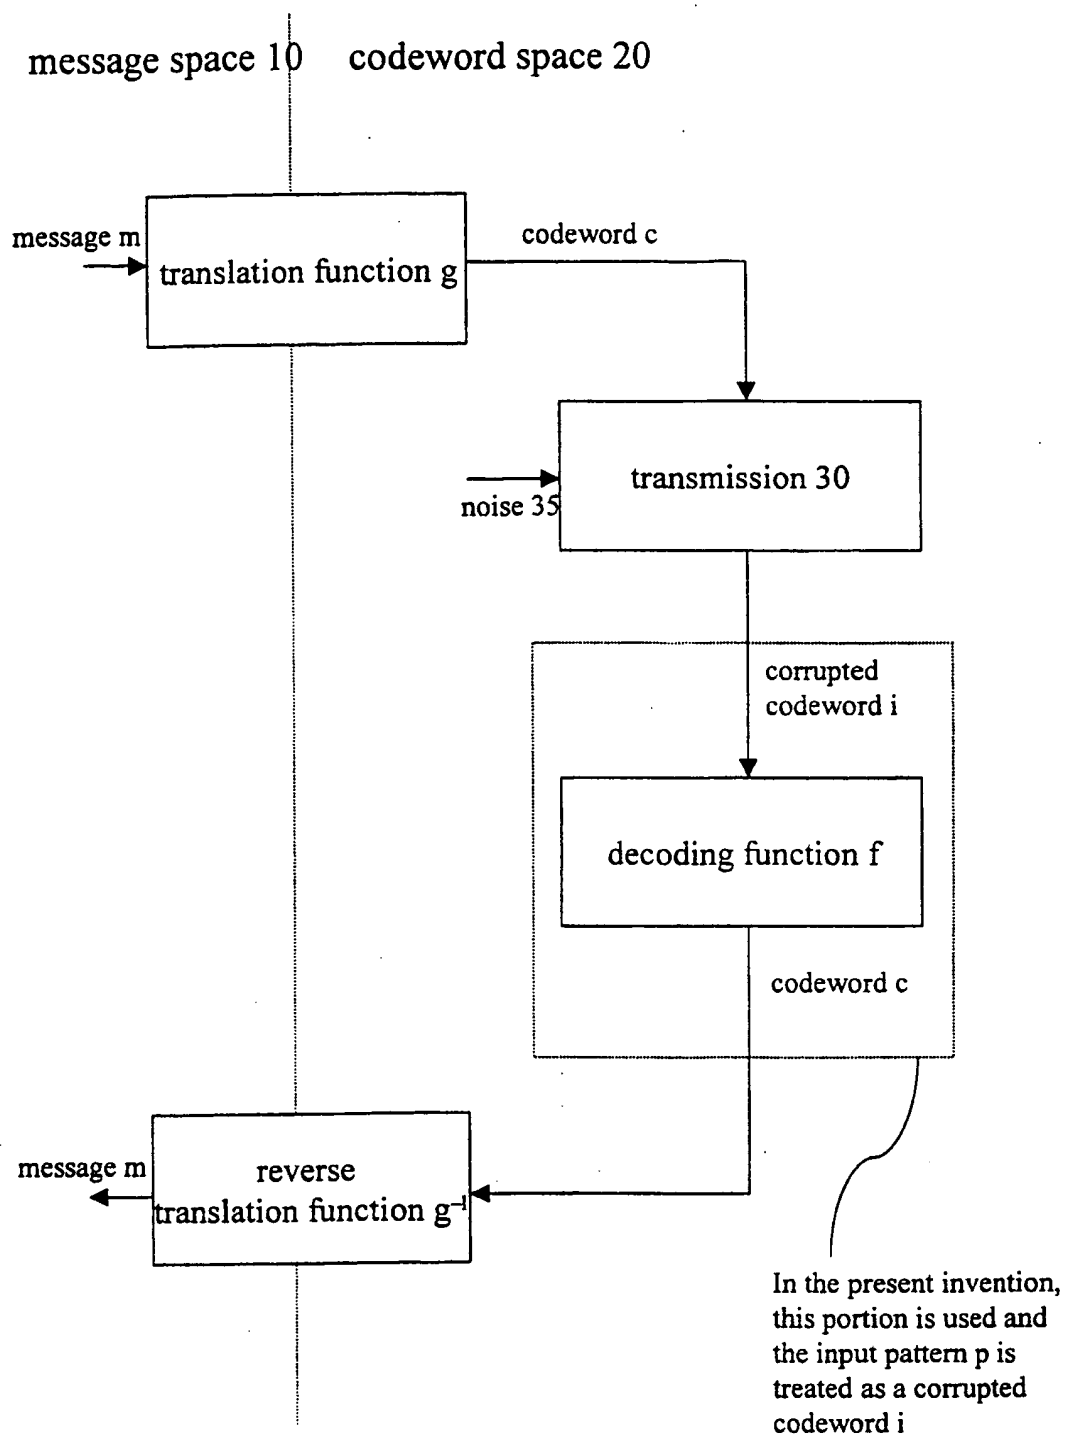 message space 10 codeword space 20
message m
translation function g
codeword c
transmission 30
noise 35
corrupted
codeword i
decoding function f
codeword c
message m
reverse
translation function g⁻¹
In the present invention,
this portion is used and
the input pattern p is
treated as a corrupted
codeword i